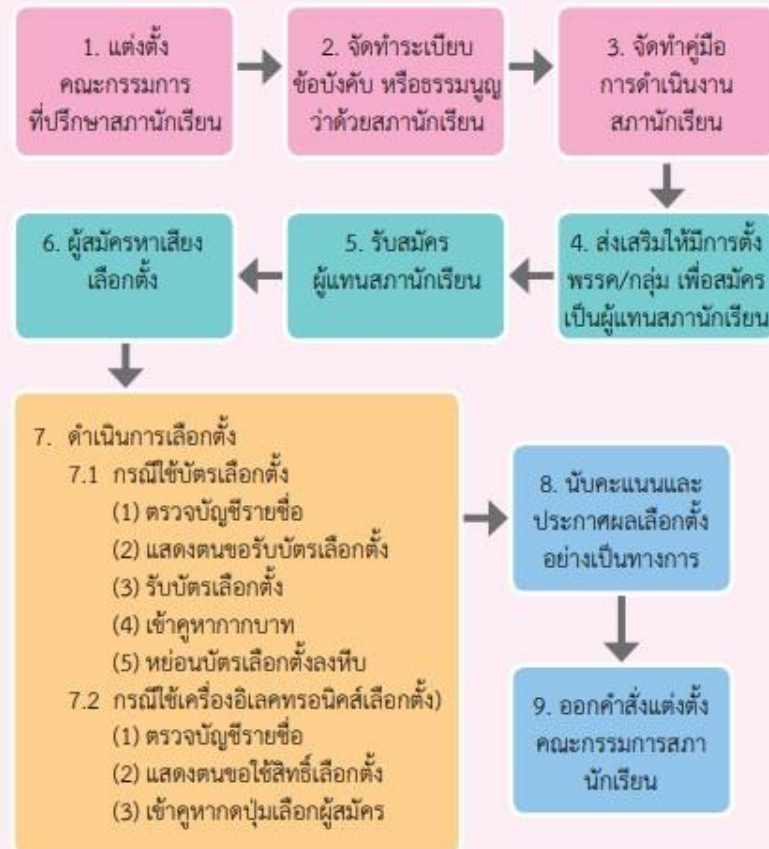 1. แต่งตั้ง
คณะกรรมการ
ที่ปรึกษาสภานักเรียน
2. จัดทำระเบียบ
ข้อบังคับ หรือธรรมนูญ
ว่าด้วยสภานักเรียน
3. จัดทำคู่มือ
การดำเนินงาน
สภานักเรียน
4. ส่งเสริมให้มีการตั้ง
พรรค/กลุ่ม เพื่อสมัคร
เป็นผู้แทนสภานักเรียน
5. รับสมัคร
ผู้แทนสภานักเรียน
6. ผู้สมัครหาเสียง
เลือกตั้ง
7. ดำเนินการเลือกตั้ง
7.1 กรณีใช้บัตรเลือกตั้ง
(1) ตรวจบัญชีรายชื่อ
(2) แสดงตนขอรับบัตรเลือกตั้ง
(3) รับบัตรเลือกตั้ง
(4) เข้าคูหากากบาท
(5) หย่อนบัตรเลือกตั้งลงหีบ
7.2 กรณีใช้เครื่องอิเลคทรอนิคส์เลือกตั้ง)
(1) ตรวจบัญชีรายชื่อ
(2) แสดงตนขอใช้สิทธิ์เลือกตั้ง
(3) เข้าคูหากดปุ่มเลือกผู้สมัคร
8. นับคะแนนและ
ประกาศผลเลือกตั้ง
อย่างเป็นทางการ
9. ออกคำสั่งแต่งตั้ง
คณะกรรมการสภา
นักเรียน